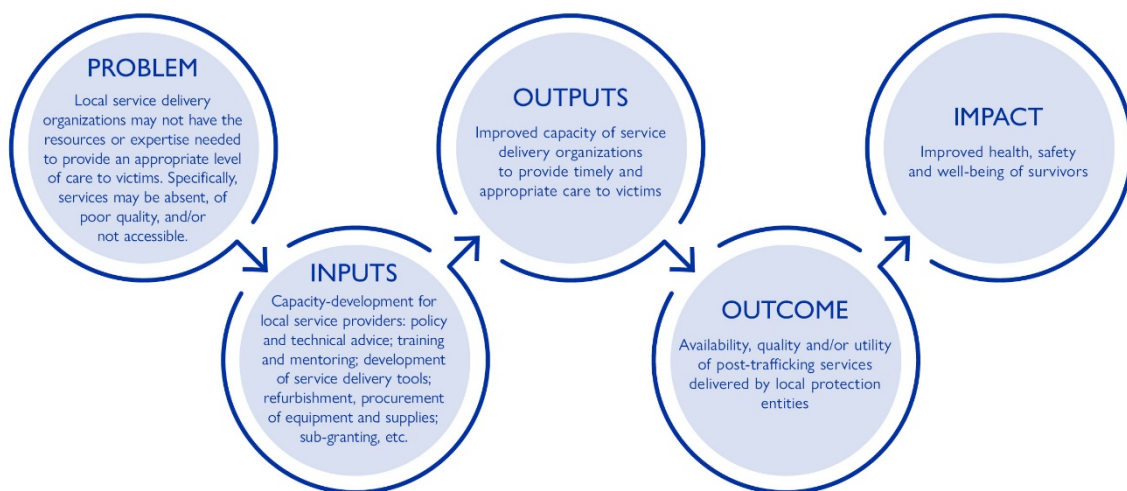 PROBLEM
Local service delivery
organizations may not have the
resources or expertise needed
to provide an appropriate level
of care to victims. Specifically,
services may be absent, of
poor quality, and/or
not accessible.
INPUTS
Capacity-development for
local service providers: policy
and technical advice; training
and mentoring; development
of service delivery tools;
refurbishment, procurement
of equipment and supplies;
sub-granting, etc.
OUTPUTS
Improved capacity of service
delivery organizations
to provide timely and
appropriate care to victims
OUTCOME
Availability, quality and/or utility
of post-trafficking services
delivered by local protection
entities
IMPACT
Improved health, safety
and well-being of survivors